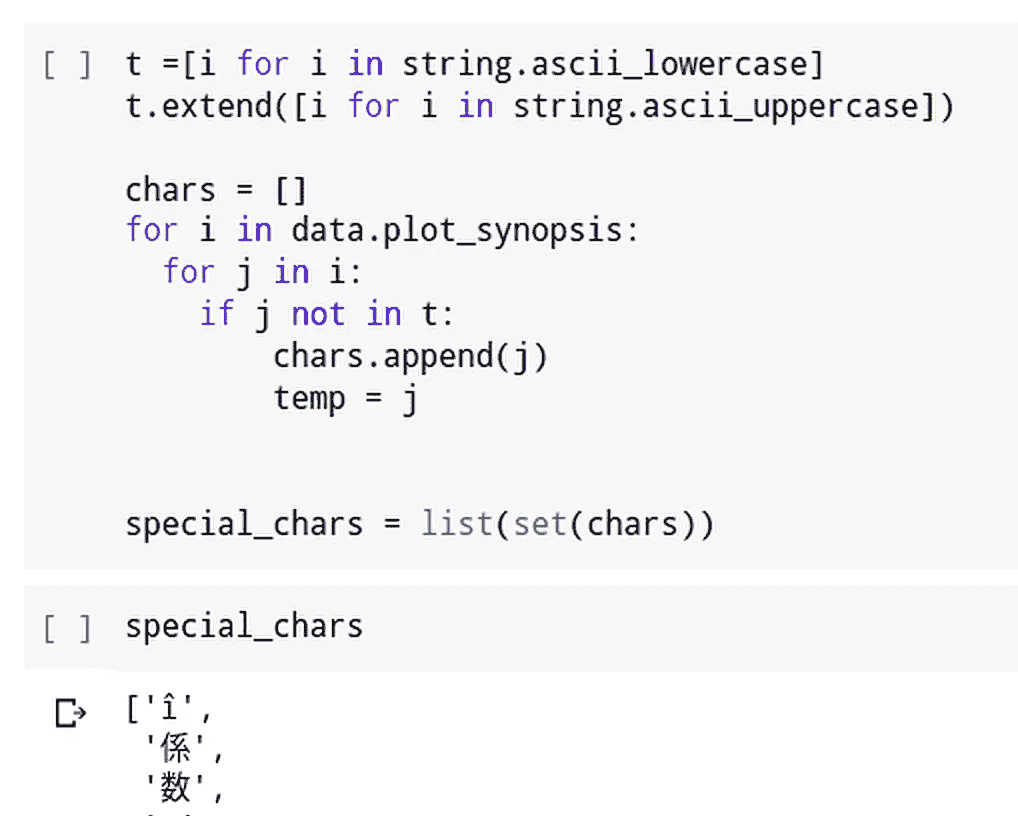 [ ] t =[i for i in string.ascii_lowercase]
t.extend([i for i in string.ascii_uppercase])
chars = []
for i in data.plot_synopsis:
for j in i:
if j not in t:
chars.append(j)
temp = j
special_chars = list(set(chars))
[ ] special_chars
['î',
'係',
'数',